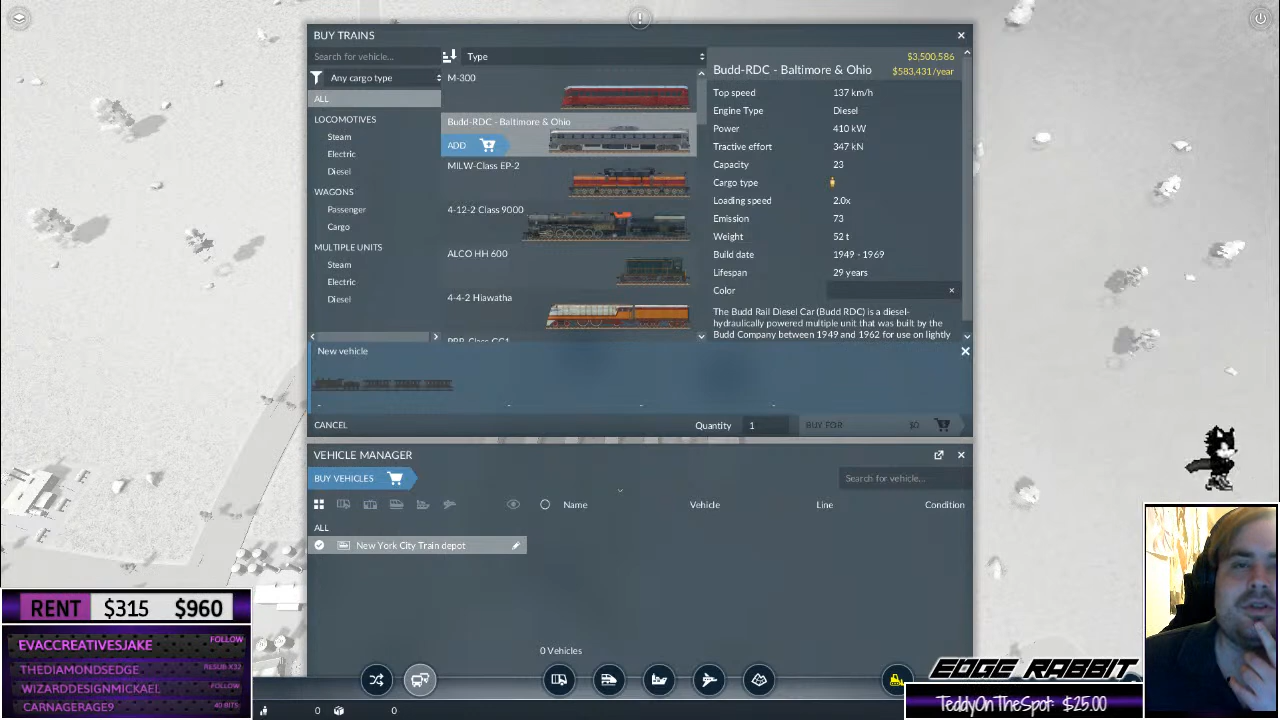 BUY TRAINS
Search for vehicle...
Type
Any cargo type
ALL
LOCOMOTIVES
Steam
Electric
Diesel
WAGONS
Passenger
Cargo
MULTIPLE UNITS
Steam
Electric
Diesel
M-300
Budd-RDC - Baltimore & Ohio
ADD
MILW-Class EP-2
4-12-2 Class 9000
ALCO HH 600
4-4-2 Hiawatha
PRR-Class GG1
$3,500,586
Budd-RDC - Baltimore & Ohio
$583,431/year
Top speed 137 km/h
Engine Type Diesel
Power 410 kW
Tractive effort 347 kN
Capacity 23
Cargo type
Loading speed 2.0x
Emission 73
Weight 52 t
Build date 1949 - 1969
Lifespan 29 years
Color
The Budd Rail Diesel Car (Budd RDC) is a diesel-
hydraulically powered multiple unit that was built by the
Budd Company between 1949 and 1962 for use on lightly
New vehicle
CANCEL
Quantity 1
BUY FOR $0
VEHICLE MANAGER
BUY VEHICLES
Search for vehicle...
Name Vehicle Line Condition
ALL
New York City Train depot
0 Vehicles
0 0
RENT $315 $960
EVACCREATIVESJAKE FOLLOW
THEDIAMONDSEDGE RESUB X32
WIZARDDESIGNMICKAEL FOLLOW
CARNAGERAGE9 40 BITS
EDGE RABBIT
TeddyOnTheSpot: $25.00